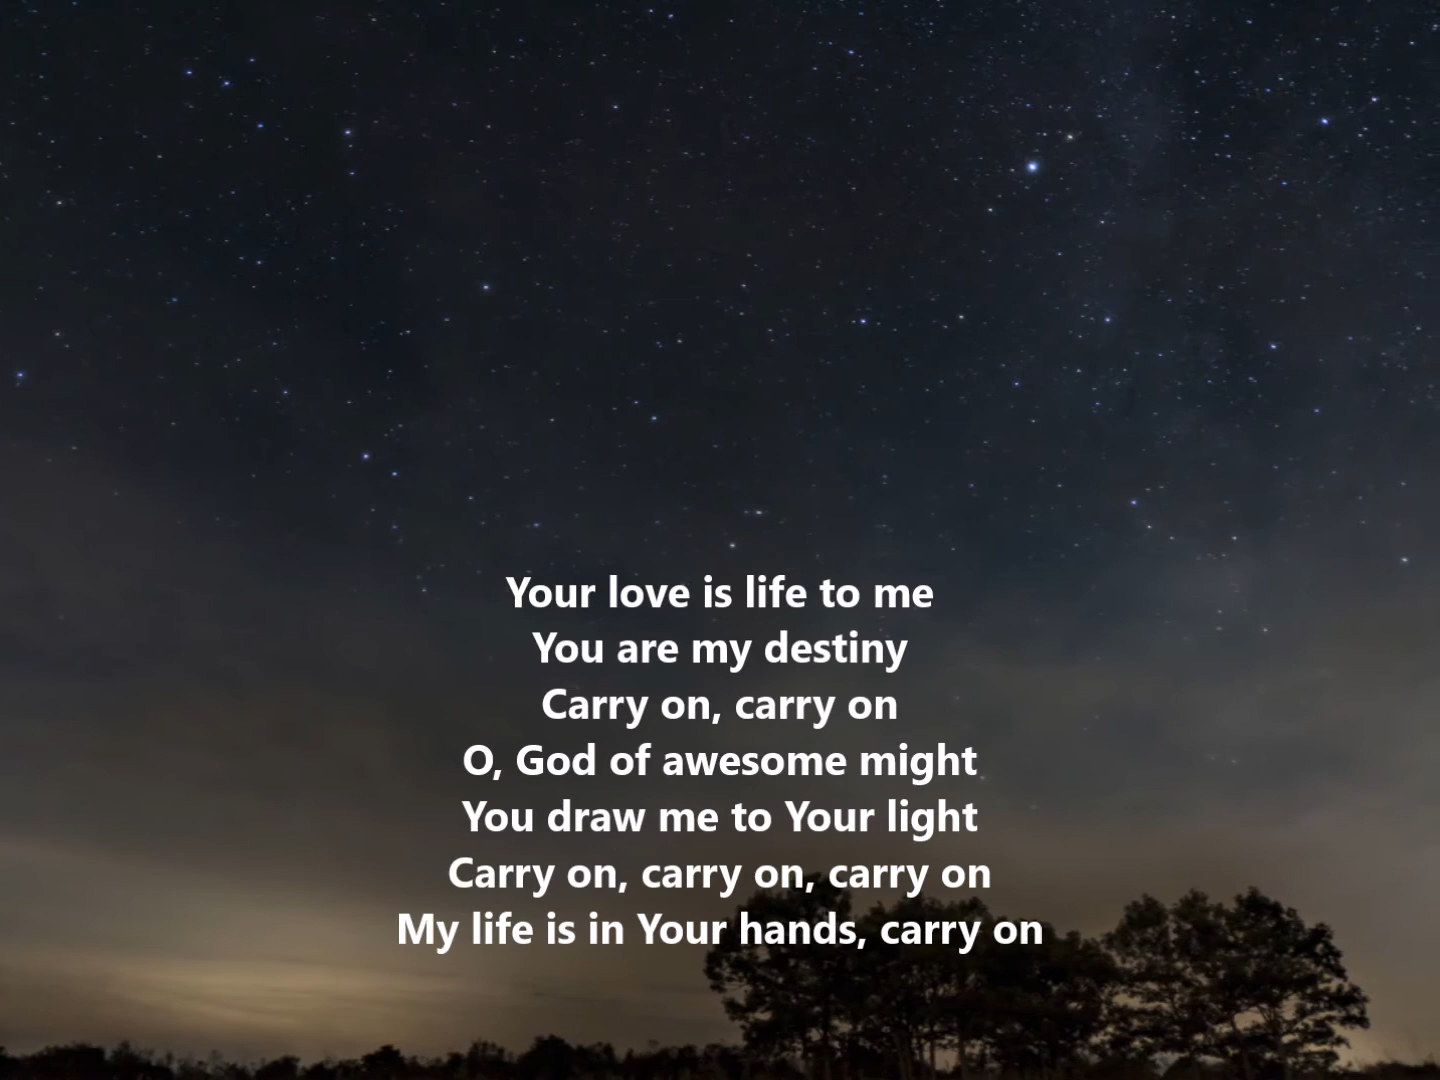 Your love is life to me
You are my destiny
Carry on, carry on
O, God of awesome might
You draw me to Your light
Carry on, carry on, carry on
My life is in Your hands, carry on